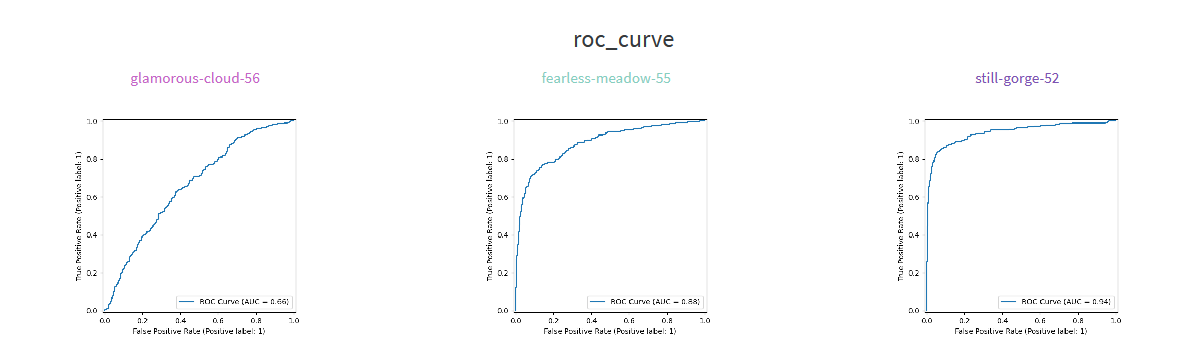 roc_curve
glamorous-cloud-56
True Positive Rate (Positive label: 1)
1.0
0.8
0.6
0.4
0.2
0.0
ROC Curve (AUC = 0.66)
0.0 0.2 0.4 0.6 0.8 1.0
False Positive Rate (Positive label: 1)
fearless-meadow-55
True Positive Rate (Positive label: 1)
1.0
0.8
0.6
0.4
0.2
0.0
ROC Curve (AUC = 0.88)
0.0 0.2 0.4 0.6 0.8 1.0
False Positive Rate (Positive label: 1)
still-gorge-52
True Positive Rate (Positive label: 1)
1.0
0.8
0.6
0.4
0.2
0.0
ROC Curve (AUC = 0.94)
0.0 0.2 0.4 0.6 0.8 1.0
False Positive Rate (Positive label: 1)